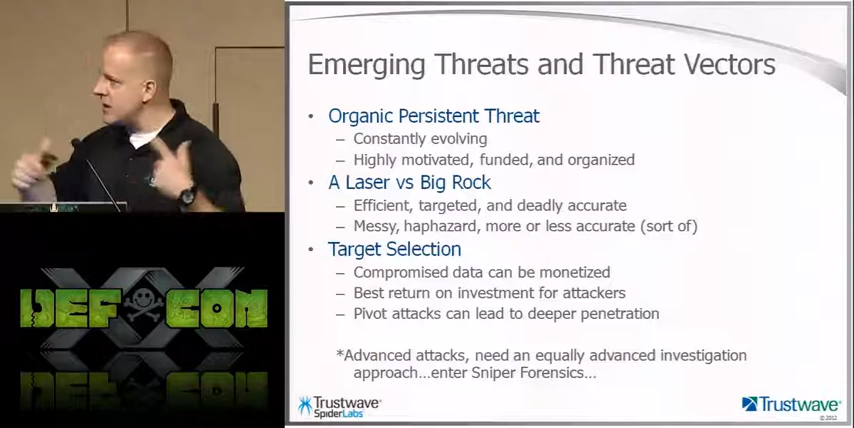 Emerging Threats and Threat Vectors
• Organic Persistent Threat
– Constantly evolving
– Highly motivated, funded, and organized
• A Laser vs Big Rock
– Efficient, targeted, and deadly accurate
– Messy, haphazard, more or less accurate (sort of)
• Target Selection
– Compromised data can be monetized
– Best return on investment for attackers
– Pivot attacks can lead to deeper penetration
*Advanced attacks, need an equally advanced investigation
approach…enter Sniper Forensics…
Trustwave®
SpiderLabs
Trustwave®
© 2012
DEF CON
XX